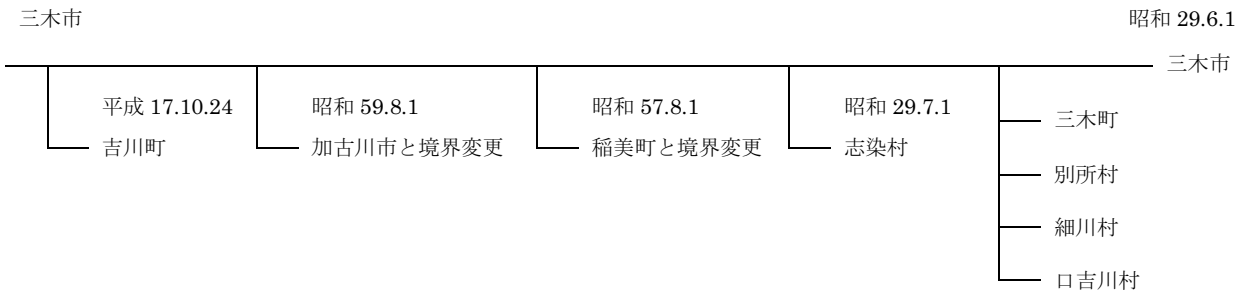 三木市
昭和 29.6.1
三木市
平成 17.10.24
昭和 59.8.1
昭和 57.8.1
昭和 29.7.1
三木町
吉川町
加古川市と境界変更
稲美町と境界変更
志染村
別所村
細川村
口吉川村